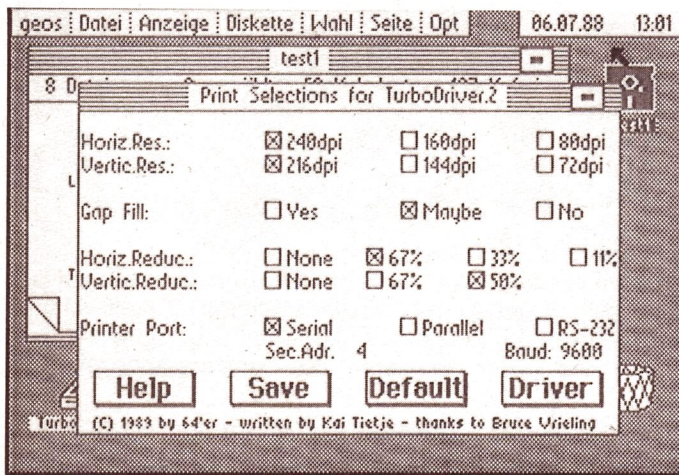 geos Datei Anzeige Diskette Wahl Seite Opt 06.07.88 13:01
test1
8 D
Print Selections for TurboDriver.2
Horiz.Res.: 240dpi 160dpi 80dpi
Vertic.Res.: 216dpi 144dpi 72dpi
Gap Fill: Yes Maybe No
Horiz.Reduc.: None 67% 33% 11%
Vertic.Reduc.: None 67% 50%
Printer Port: Serial Parallel RS-232
Sec.Adr. 4 Baud: 9600
Help Save Default Driver
Turbo
(C) 1989 by 64'er - written by Kai Tietje - thanks to Bruce Vrieling